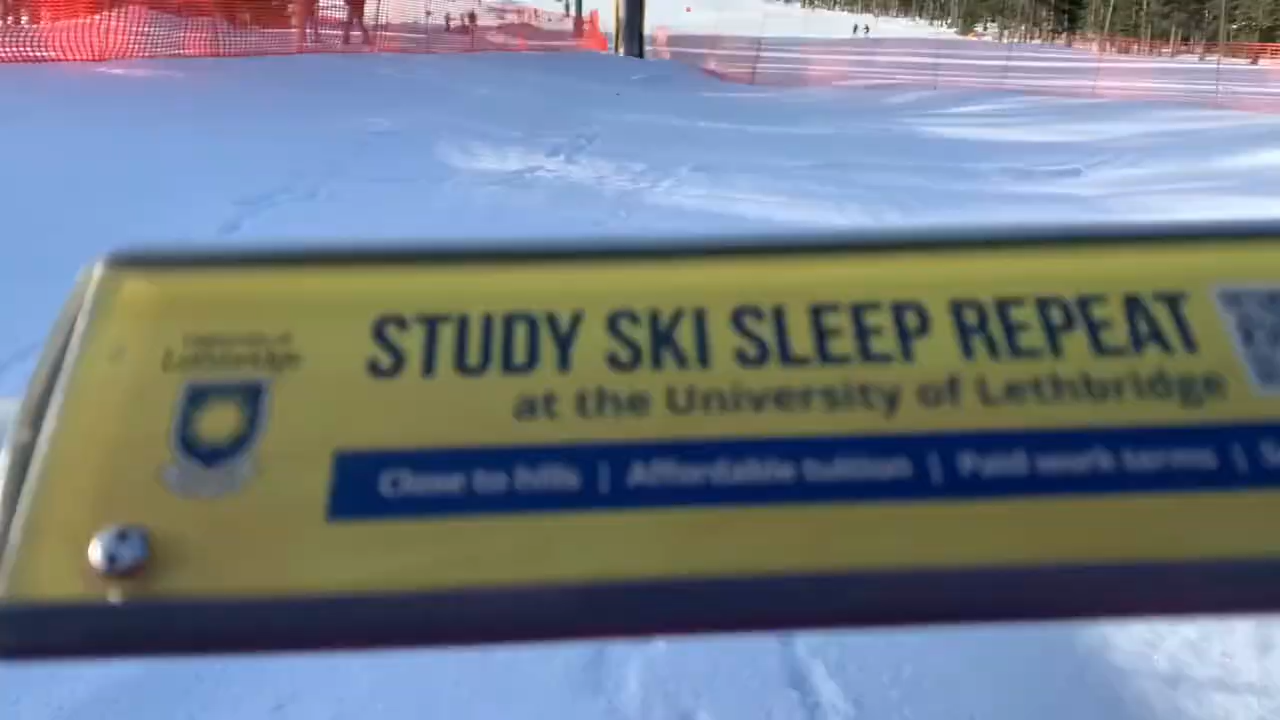 University of
Lethbridge
STUDY SKI SLEEP REPEAT
at the University of Lethbridge
Close to hills | Affordable tuition | Paid work terms |